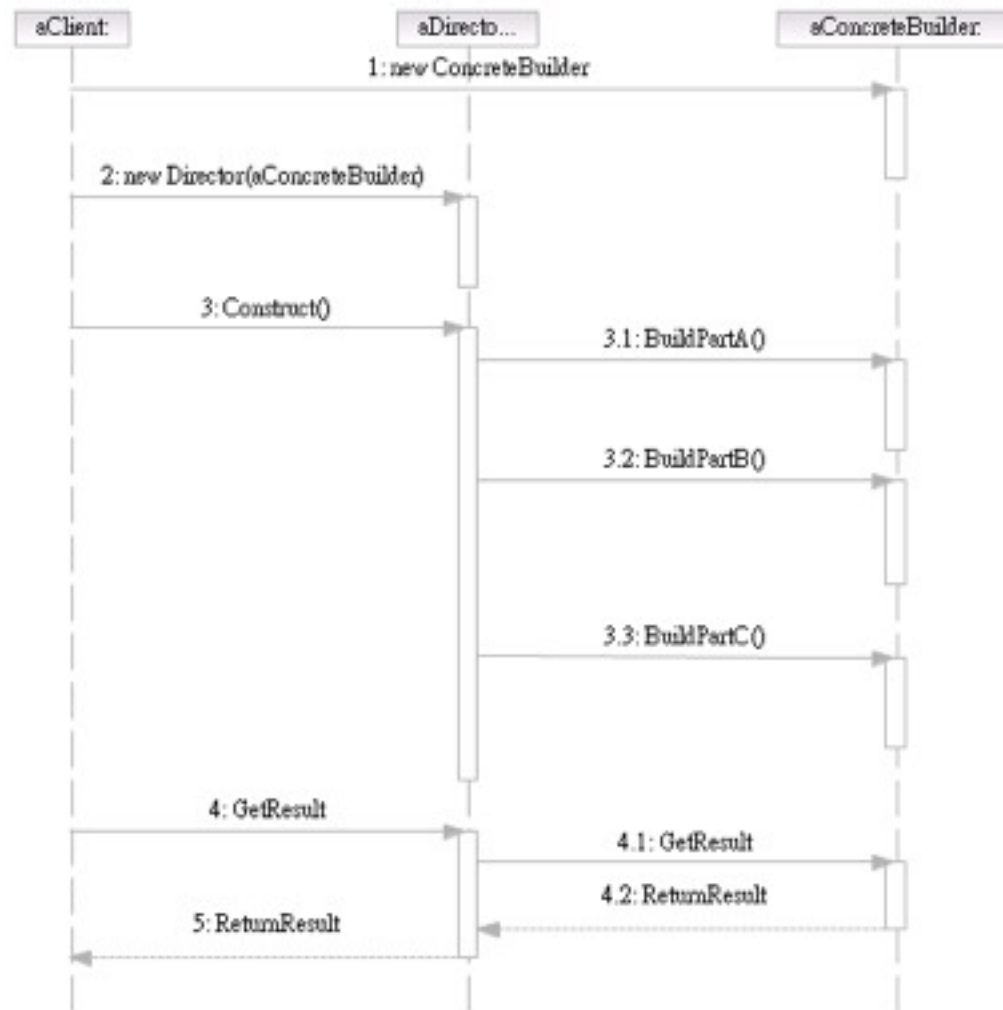 aClient:
aDirecto...
aConcreteBuilder:
1: new ConcreteBuilder
2: new Director(aConcreteBuilder)
3: Construct()
3.1: BuildPartA()
3.2: BuildPartB()
3.3: BuildPartC()
4: GetResult
4.1: GetResult
4.2: ReturnResult
5: ReturnResult